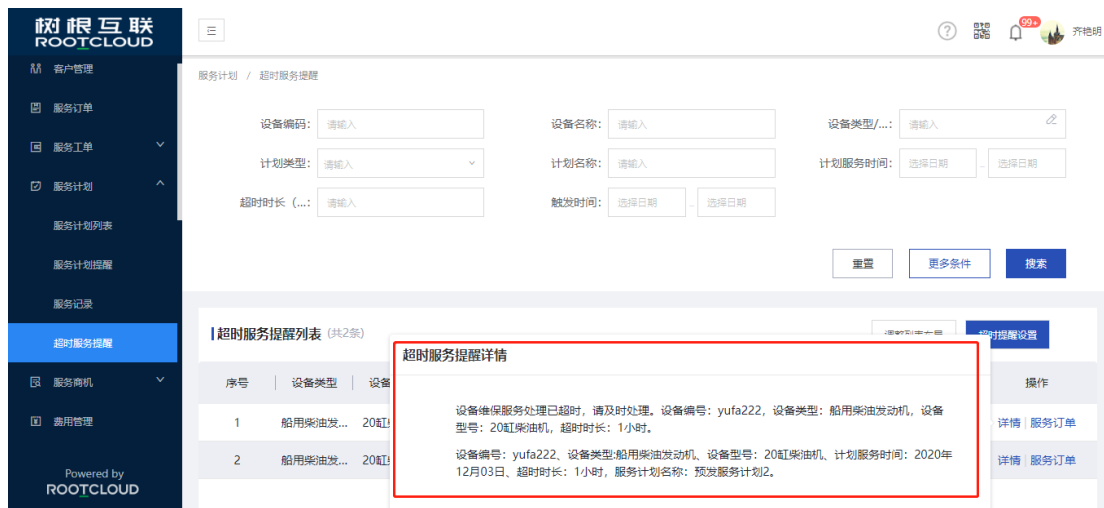 树根互联
ROOTCLOUD
99+
齐艳明
客户管理
服务订单
服务工单
服务计划
服务计划列表
服务计划提醒
服务记录
超时服务提醒
服务商机
费用管理
Powered by
ROOTCLOUD
服务计划 / 超时服务提醒
设备编码: 请输入 设备名称: 请输入 设备类型/...: 请输入
计划类型: 请输入 计划名称: 请输入 计划服务时间: 选择日期 - 选择日期
超时时长 (...: 请输入 触发时间: 选择日期 - 选择日期
重置 更多条件 搜索
超时服务提醒列表 (共2条) 超时提醒设置
序号 设备类型 设备 操作
1 船用柴油发... 20缸 详情 服务订单
2 船用柴油发... 20缸 详情 服务订单
超时服务提醒详情
设备维保服务处理已超时，请及时处理。设备编号：yufa222，设备类型：船用柴油发动机，设备
型号：20缸柴油机，超时时长：1小时。
设备编号：yufa222、设备类型:船用柴油发动机、设备型号：20缸柴油机、计划服务时间：2020年
12月03日、超时时长：1小时，服务计划名称：预发服务计划2。